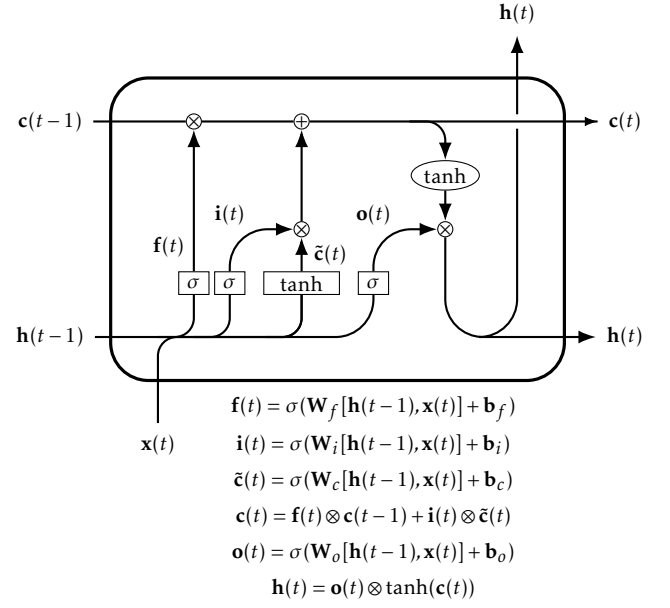 𝐡(t)
𝐜(t−1) ⊗ ⊕ 𝐜(t)
tanh
𝐢(t) 𝐨(t)
𝐟(t) ⊗ ⊗
𝐜̃(t)
σ σ tanh σ
𝐡(t−1) 𝐡(t)
𝐱(t)
𝐟(t) = σ(𝐖_f[𝐡(t−1), 𝐱(t)] + 𝐛_f)
𝐢(t) = σ(𝐖_i[𝐡(t−1), 𝐱(t)] + 𝐛_i)
𝐜̃(t) = σ(𝐖_c[𝐡(t−1), 𝐱(t)] + 𝐛_c)
𝐜(t) = 𝐟(t) ⊗ 𝐜(t−1) + 𝐢(t) ⊗ 𝐜̃(t)
𝐨(t) = σ(𝐖_o[𝐡(t−1), 𝐱(t)] + 𝐛_o)
𝐡(t) = 𝐨(t) ⊗ tanh(𝐜(t))